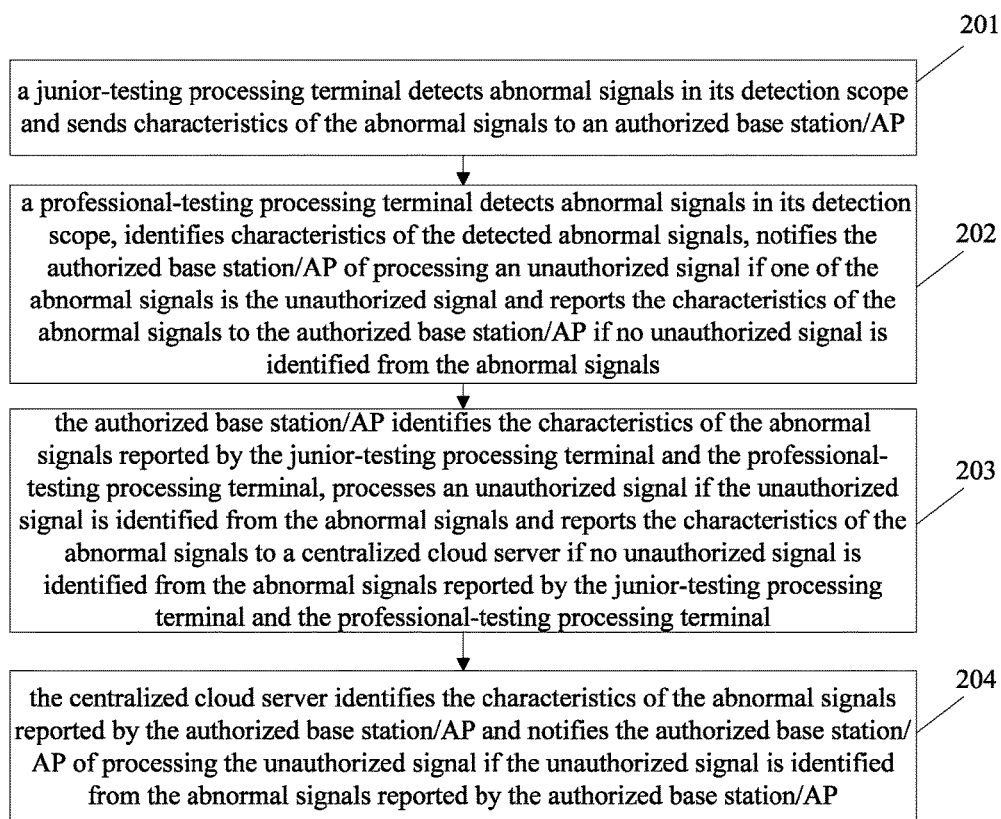 201
a junior-testing processing terminal detects abnormal signals in its detection scope
and sends characteristics of the abnormal signals to an authorized base station/AP
202
a professional-testing processing terminal detects abnormal signals in its detection
scope, identifies characteristics of the detected abnormal signals, notifies the
authorized base station/AP of processing an unauthorized signal if one of the
abnormal signals is the unauthorized signal and reports the characteristics of the
abnormal signals to the authorized base station/AP if no unauthorized signal is
identified from the abnormal signals
203
the authorized base station/AP identifies the characteristics of the abnormal
signals reported by the junior-testing processing terminal and the professional-
testing processing terminal, processes an unauthorized signal if the unauthorized
signal is identified from the abnormal signals and reports the characteristics of the
abnormal signals to a centralized cloud server if no unauthorized signal is
identified from the abnormal signals reported by the junior-testing processing
terminal and the professional-testing processing terminal
204
the centralized cloud server identifies the characteristics of the abnormal signals
reported by the authorized base station/AP and notifies the authorized base station/
AP of processing the unauthorized signal if the unauthorized signal is identified
from the abnormal signals reported by the authorized base station/AP